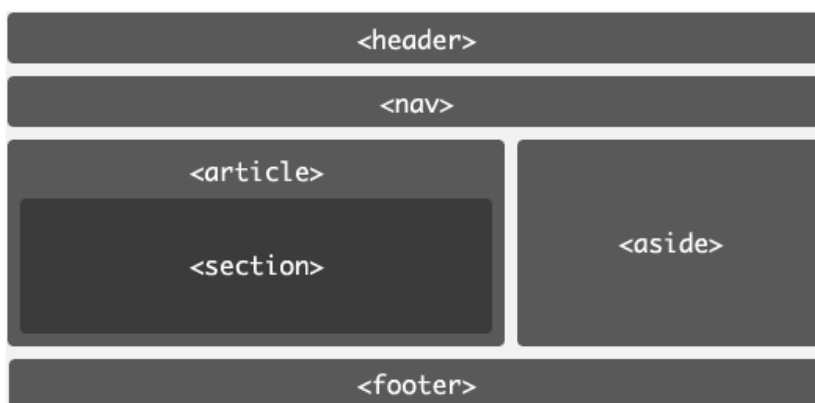 <header>
<nav>
<article>
<section>
<aside>
<footer>